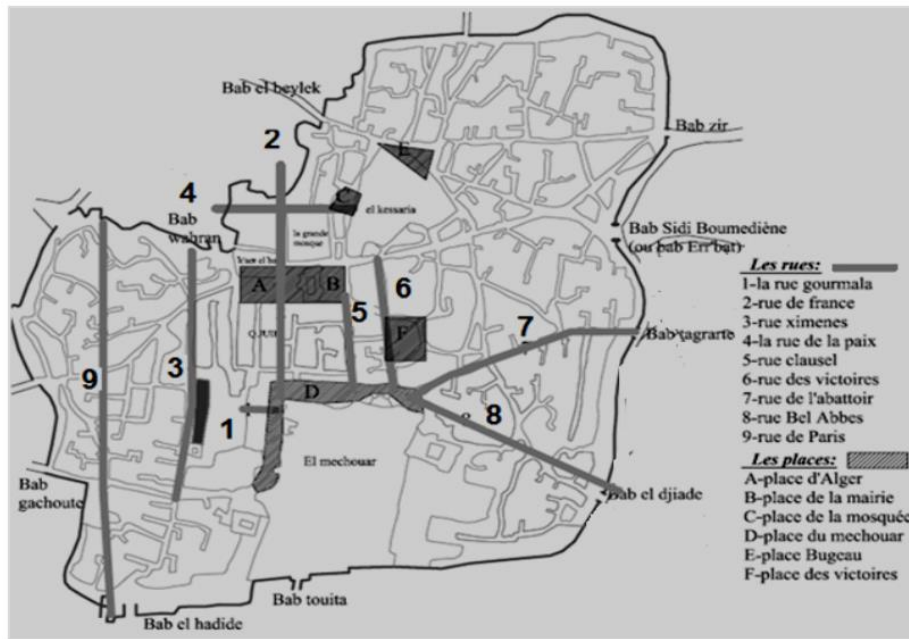 Bab el beylek
2
E
Bab zir
4
C
el kessaria
Bab
wahran
la grande
mosque
Bab Sidi Boumediène
(ou bab Err'bat)
A
B
6
5
F
7
Bab tagrarte
3
9
D
8
1
El mechouar
Bab
gachoute
Bab el djiade
Bab touita
Bab el hadide
Les rues:
1-la rue gourmala
2-rue de france
3-rue ximenes
4-la rue de la paix
5-rue clausel
6-rue des victoires
7-rue de l'abattoir
8-rue Bel Abbes
9-rue de Paris
Les places:
A-place d'Alger
B-place de la mairie
C-place de la mosquée
D-place du mechouar
E-place Bugeau
F-place des victoires